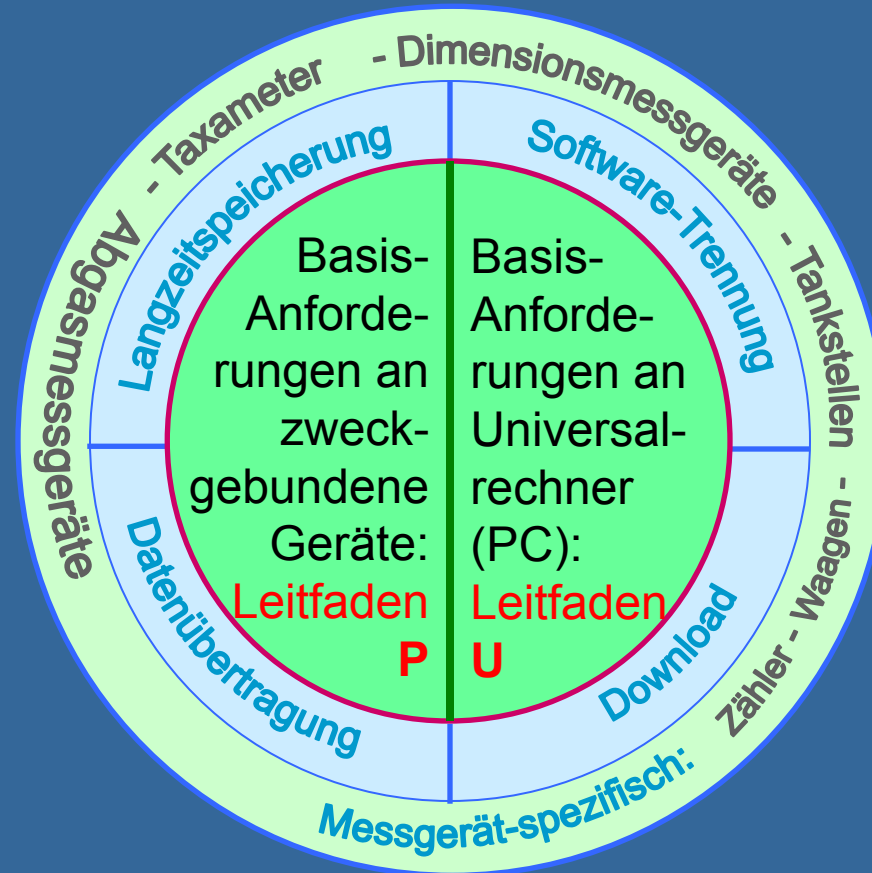 Messgerät-spezifisch:
Zähler - Waagen -
Tankstellen
- Dimensionsmessgeräte -
Abgasmessgeräte - Taxameter
Langzeitspeicherung
Software-Trennung
Datenübertragung
Download
Basis-
Anforde-
rungen an
zweck-
gebundene
Geräte:
Leitfaden
P
Basis-
Anforde-
rungen an
Universal-
rechner
(PC):
Leitfaden
U